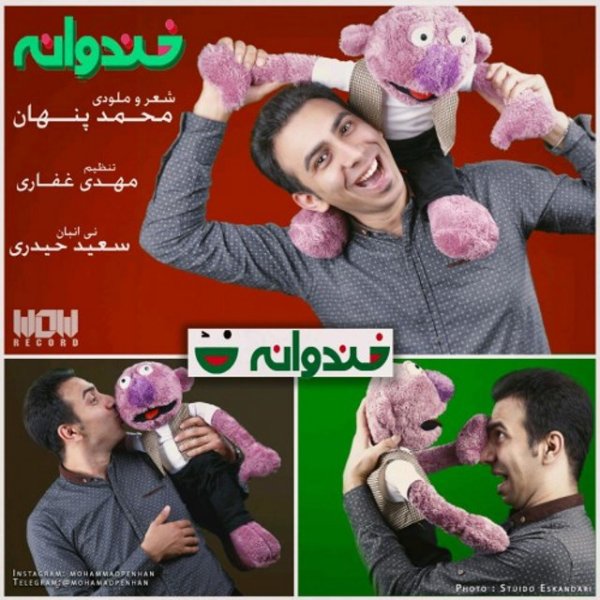 خندوانه
شعر و ملودی
محمد پنهان
تنظیم
مهدی غفاری
نی انبان
سعید حیدری
WOW
RECORD
خندوانه
INSTAGRAM: MOHAMMADPENHAN
TELEGRAM:@MOHAMADPENHAN
PHOTO : STUIDO ESKANDARI